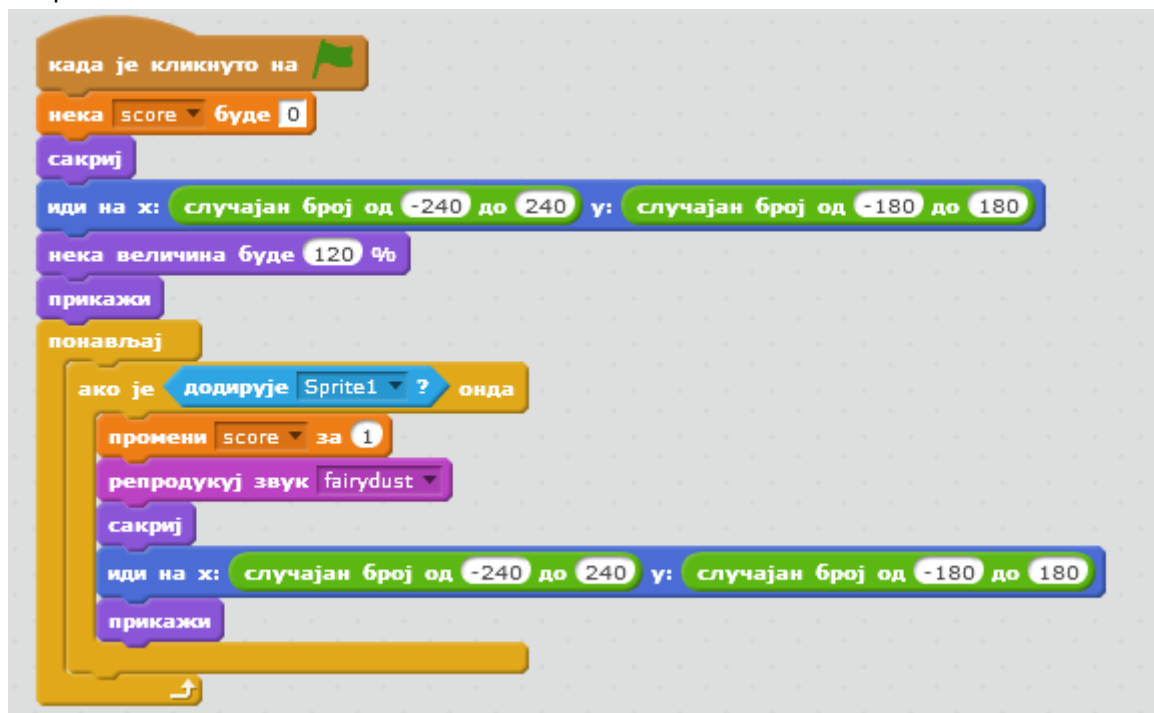 када је кликнуто на
нека score буде 0
сакриј
иди на x: случајан број од -240 до 240 y: случајан број од -180 до 180
нека величина буде 120 %
прикажи
понављај
ако је додирује Sprite1 ? онда
промени score за 1
репродукуј звук fairydust
сакриј
иди на x: случајан број од -240 до 240 y: случајан број од -180 до 180
прикажи